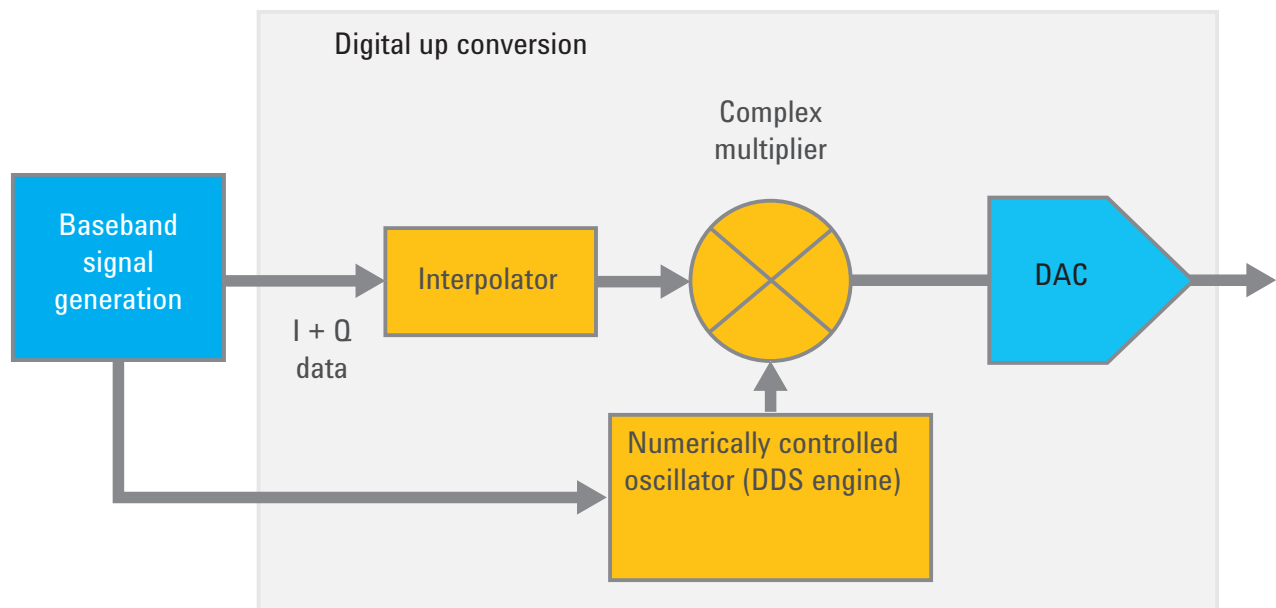 Digital up conversion
Complex
multiplier
Baseband
signal
generation
Interpolator
DAC
I + Q
data
Numerically controlled
oscillator (DDS engine)